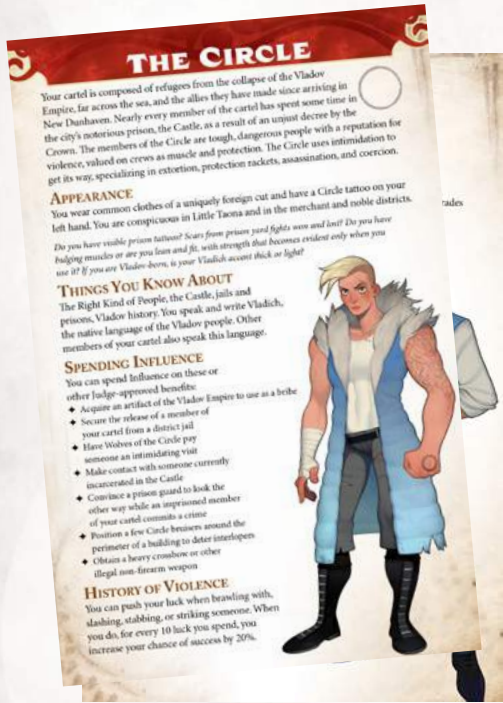 THE CIRCLE
Your cartel is composed of refugees from the collapse of the Vladov
Empire, far across the sea, and the allies they have made since arriving in
New Dunhaven. Nearly every member of the cartel has spent some time in
the city's notorious prison, the Castle, as a result of an unjust decree by the
Crown. The members of the Circle are tough, dangerous people with a reputation for
violence, valued on crews as muscle and protection. The Circle uses intimidation to
get its way, specializing in extortion, protection rackets, assassination, and coercion.
APPEARANCE
You wear common clothes of a uniquely foreign cut and have a Circle tattoo on your
left hand. You are conspicuous in Little Taona and in the merchant and noble districts.
Do you have visible prison tattoos? Scars from prison yard fights won and lost? Do you have
bulging muscles or are you lean and fit, with strength that becomes evident only when you
use it? If you are Vladov-born, is your Vladich accent thick or light?
THINGS YOU KNOW ABOUT
The Right Kind of People, the Castle, jails and
prisons, Vladov history. You speak and write Vladich,
the native language of the Vladov people. Other
members of your cartel also speak this language.
SPENDING INFLUENCE
You can spend Influence on these or
other Judge-approved benefits:
✦ Acquire an artifact of the Vladov Empire to use as a bribe
✦ Secure the release of a member of
your cartel from a district jail
✦ Have Wolves of the Circle pay
someone an intimidating visit
✦ Make contact with someone currently
incarcerated in the Castle
✦ Convince a prison guard to look the
other way while an imprisoned member
of your cartel commits a crime
✦ Position a few Circle bruisers around the
perimeter of a building to deter interlopers
✦ Obtain a heavy crossbow or other
illegal non-firearm weapon
HISTORY OF VIOLENCE
You can push your luck when brawling with,
slashing, stabbing, or striking someone. When
you do, for every 10 luck you spend, you
increase your chance of success by 20%.